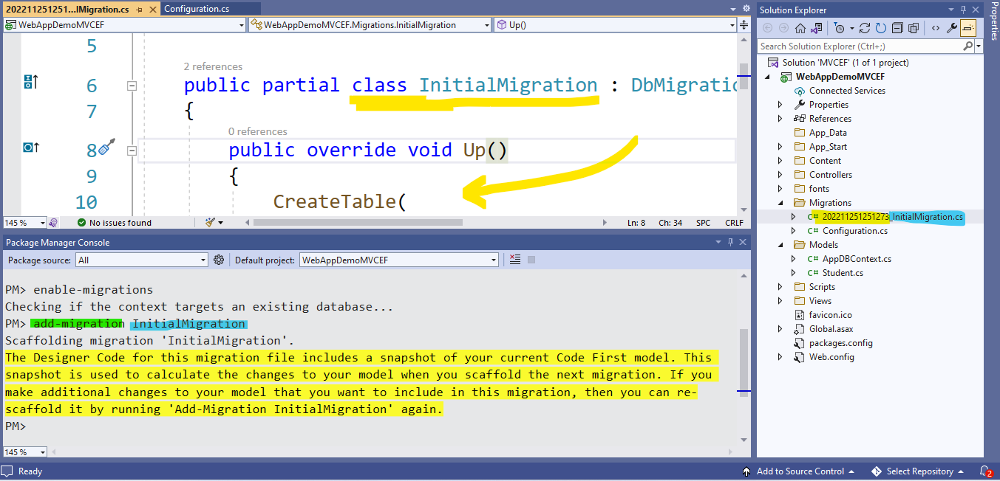 202211251251...lMigration.cs
Configuration.cs
WebAppDemoMVCEF
WebAppDemoMVCEF.Migrations.InitialMigration
Up()
5
2 references
6 public partial class InitialMigration : DbMigratio
7 {
0 references
8 public override void Up()
9 {
10 CreateTable(
145 %
No issues found
Ln: 8 Ch: 34 SPC CRLF
Package Manager Console
Package source: All
Default project: WebAppDemoMVCEF
PM> enable-migrations
Checking if the context targets an existing database...
PM> add-migration InitialMigration
Scaffolding migration 'InitialMigration'.
The Designer Code for this migration file includes a snapshot of your current Code First model. This
snapshot is used to calculate the changes to your model when you scaffold the next migration. If you
make additional changes to your model that you want to include in this migration, then you can re-
scaffold it by running 'Add-Migration InitialMigration' again.
PM>
145 %
Solution Explorer
Search Solution Explorer (Ctrl+;)
Solution 'MVCEF' (1 of 1 project)
WebAppDemoMVCEF
Connected Services
Properties
References
App_Data
App_Start
Content
Controllers
fonts
Migrations
C# 202211251251273_InitialMigration.cs
C# Configuration.cs
Models
C# AppDBContext.cs
C# Student.cs
Scripts
Views
favicon.ico
Global.asax
packages.config
Web.config
Properties
Ready
Add to Source Control
Select Repository
2